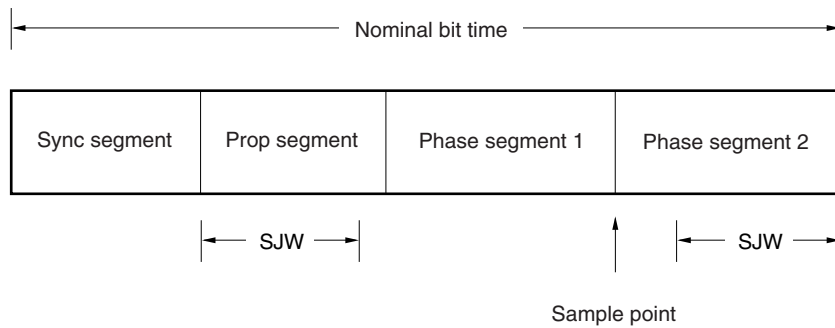 Nominal bit time
Sync segment
Prop segment
Phase segment 1
Phase segment 2
SJW
SJW
Sample point